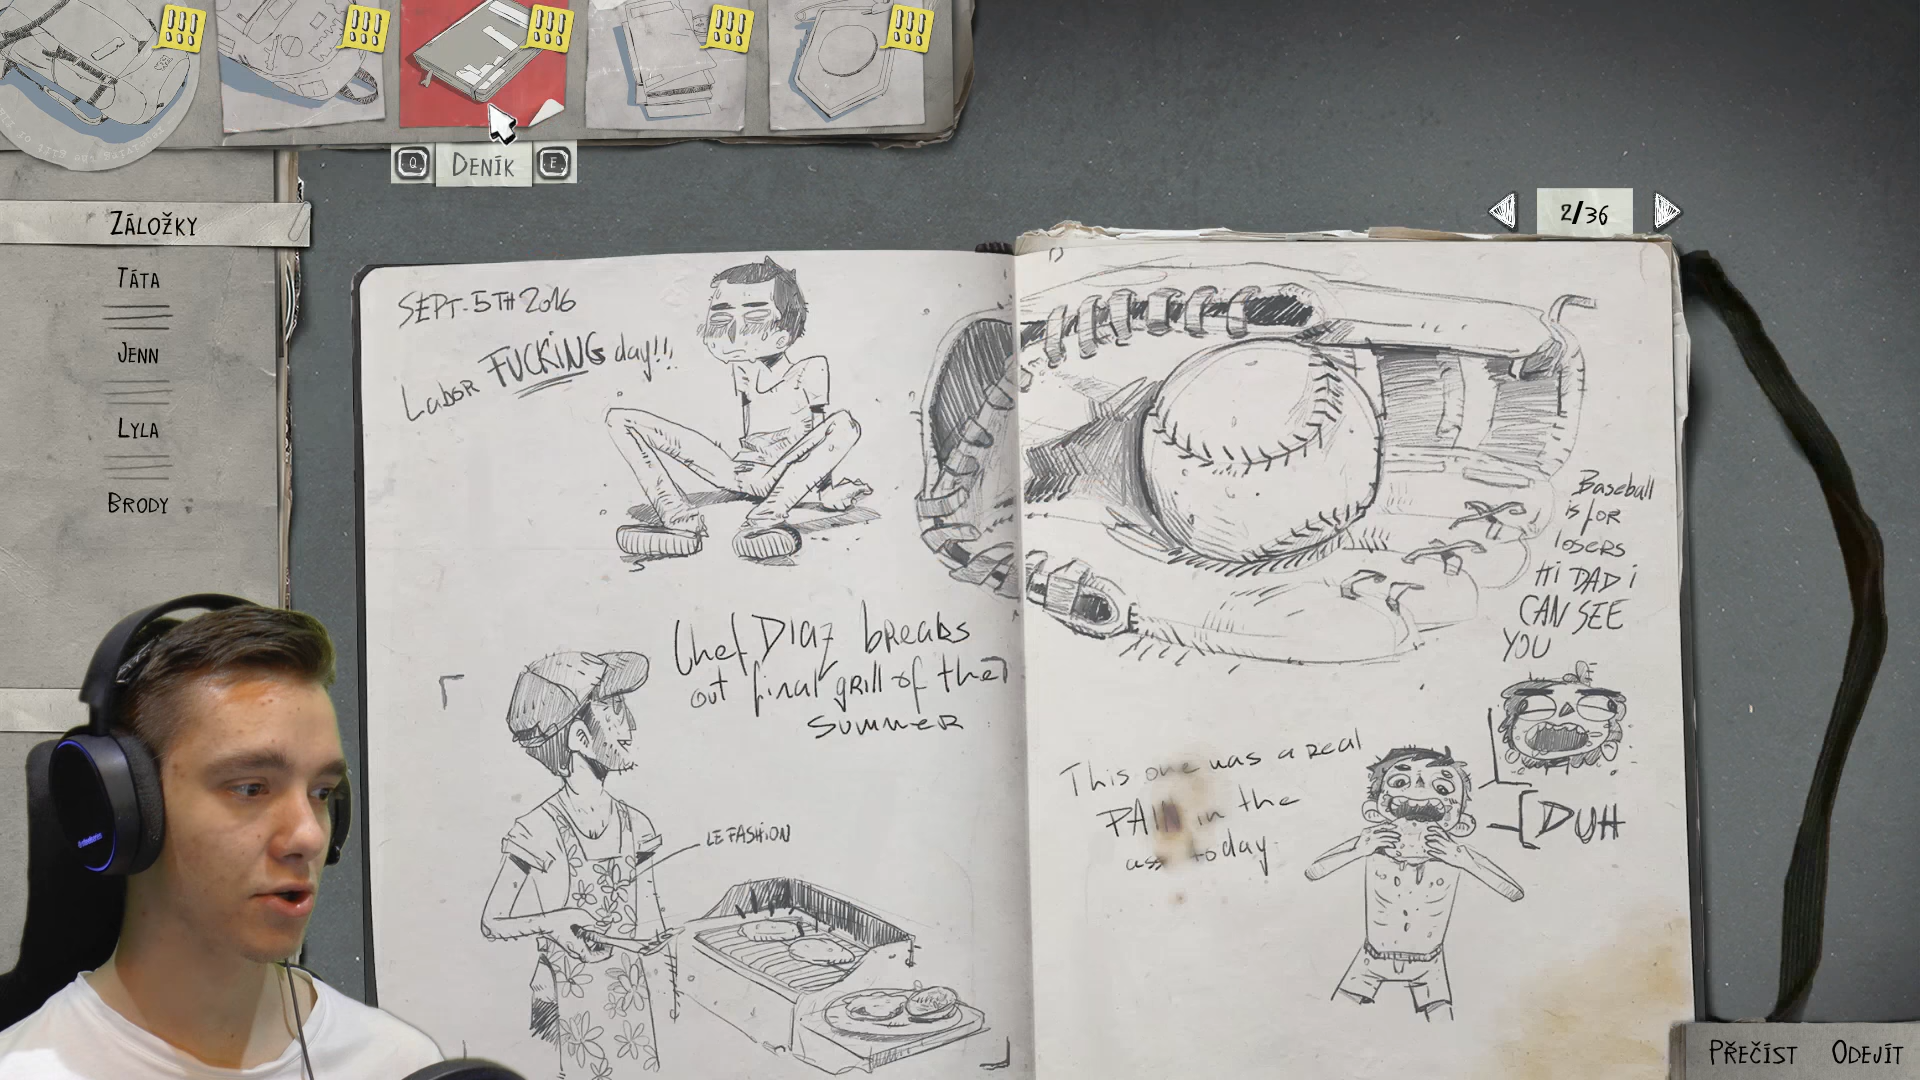 Q DENÍK E
ZÁLOŽKY
TÁTA
JENN
LYLA
BRODY
2/36
SEPT. 5TH 2016
LABOR FUCKING day!!!
Chef DIAZ breaks
out final grill of the
SUMMER
LE FASHION
Baseball
is for
losers
Hi DAD i
CAN SEE
YOU
This one was a real
PAIN in the
ass today
DUH
PŘEČÍST ODEJÍT